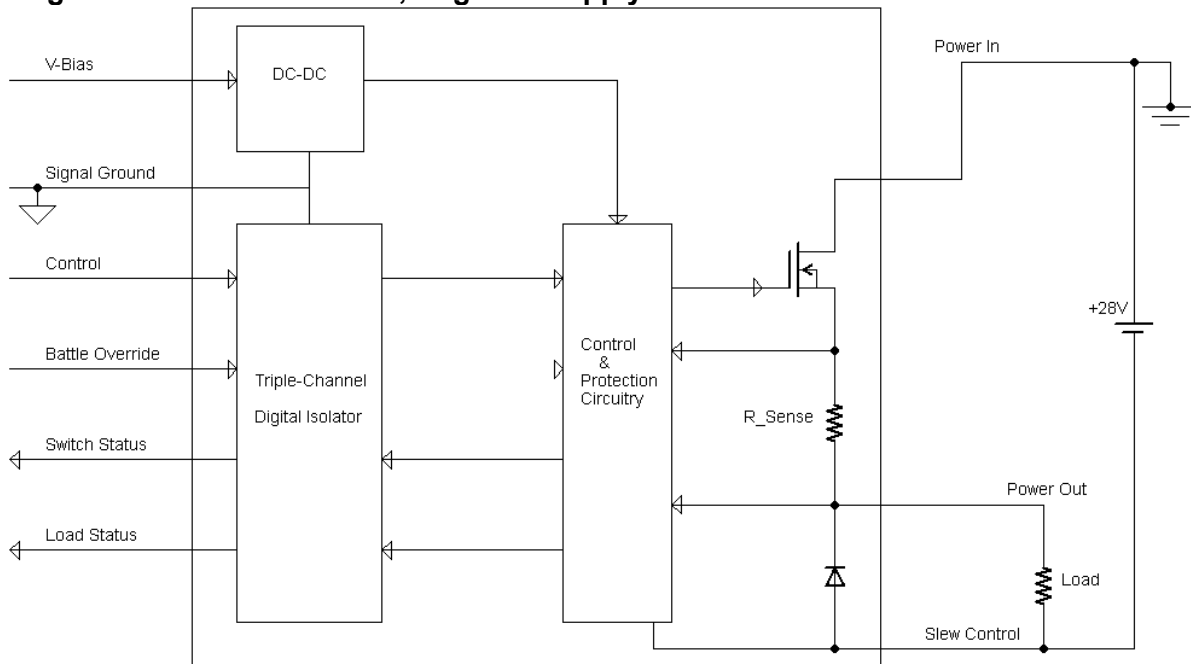 V-Bias
DC-DC
Power In
Signal Ground
Control
+28V
Battle Override
Control
&
Protection
Circuitry
Triple-Channel
Digital Isolator
R_Sense
Switch Status
Power Out
Load Status
Load
Slew Control